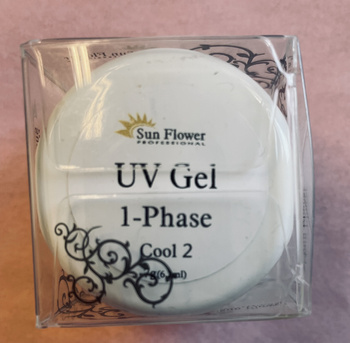 Sun Flower
PROFESSIONAL
UV Gel
1-Phase
Cool 2